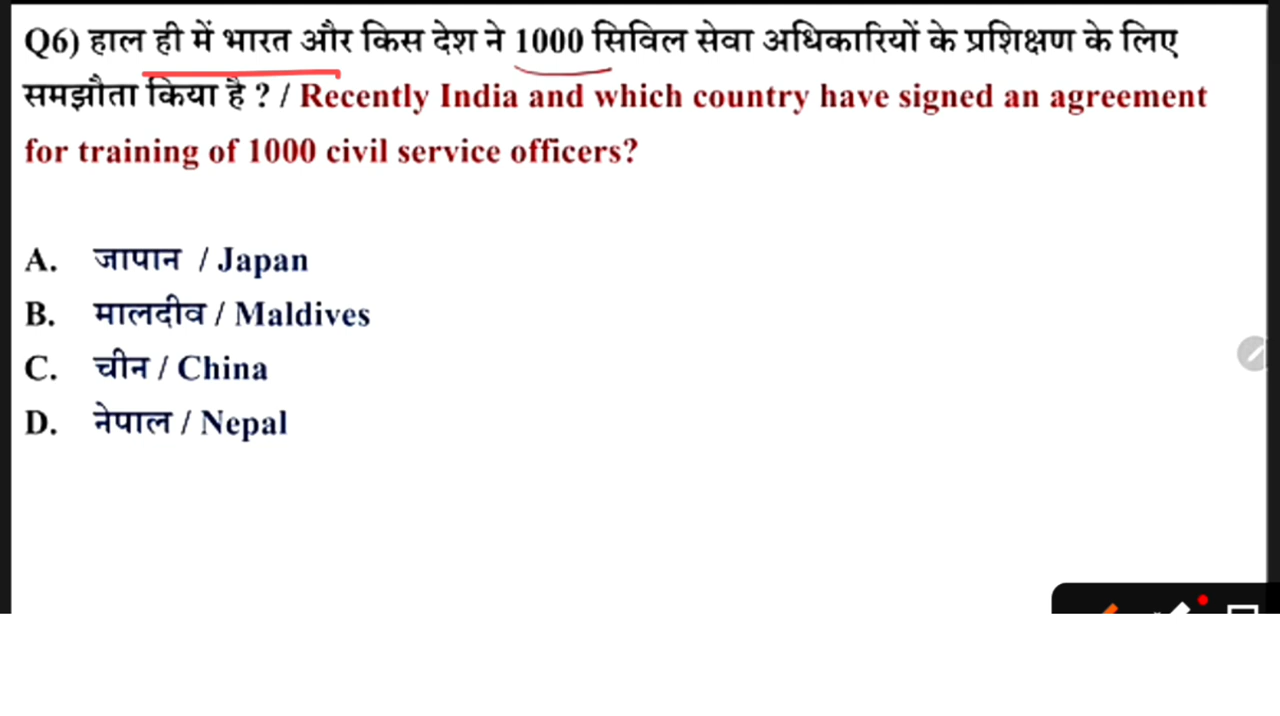 Q6) हाल ही में भारत और किस देश ने 1000 सिविल सेवा अधिकारियों के प्रशिक्षण के लिए
समझौता किया है ? / Recently India and which country have signed an agreement
for training of 1000 civil service officers?
A. जापान / Japan
B. मालदीव / Maldives
C. चीन / China
D. नेपाल / Nepal